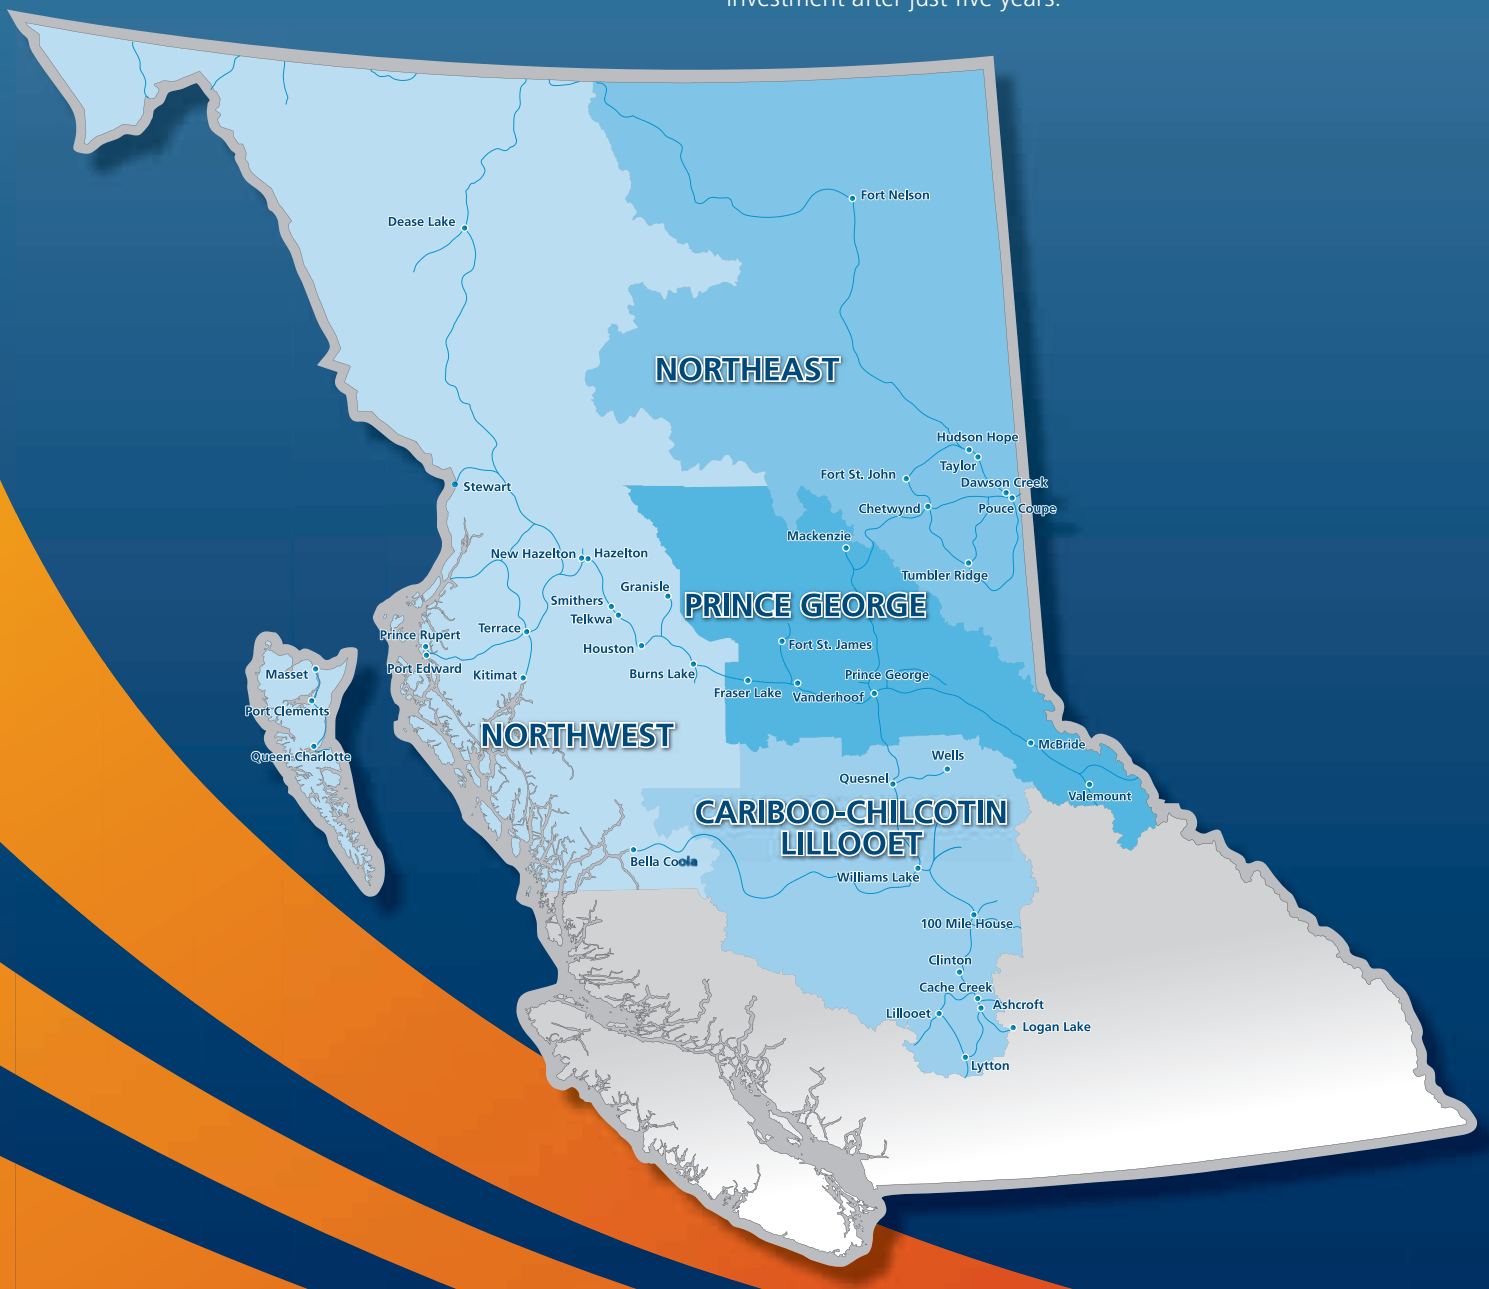 investment after just five years.
Fort Nelson
Dease Lake
NORTHEAST
Hudson Hope
Taylor
Fort St. John
Dawson Creek
Stewart
Chetwynd
Pouce Coupe
Mackenzie
New Hazelton
Hazelton
Tumbler Ridge
Granisle
Smithers
PRINCE GEORGE
Telkwa
Terrace
Prince Rupert
Fort St. James
Houston
Port Edward
Masset
Kitimat
Burns Lake
Prince George
Fraser Lake
Vanderhoof
Port Clements
NORTHWEST
McBride
Queen Charlotte
Wells
Quesnel
Valemount
CARIBOO-CHILCOTIN
LILLOOET
Bella Coola
Williams Lake
100 Mile House
Clinton
Cache Creek
Ashcroft
Lillooet
Logan Lake
Lytton